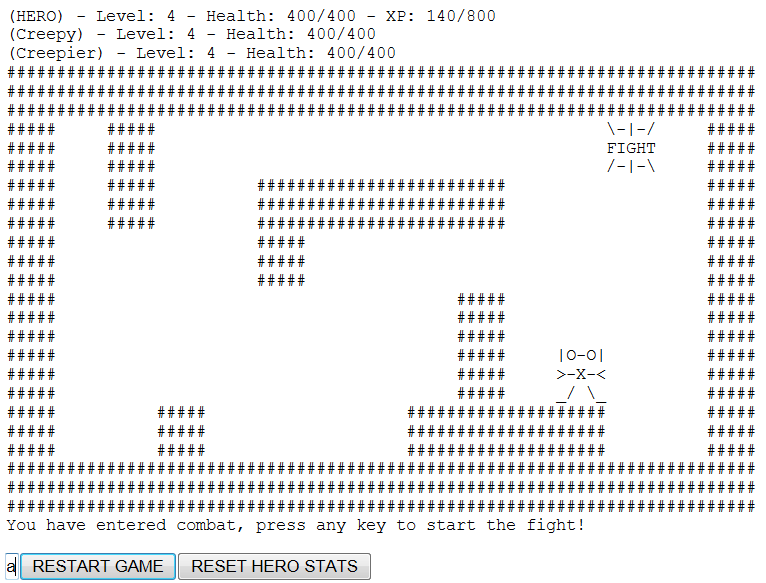 (HERO) - Level: 4 - Health: 400/400 - XP: 140/800
(Creepy) - Level: 4 - Health: 400/400
(Creepier) - Level: 4 - Health: 400/400
###########################################################################
###########################################################################
###########################################################################
#####     #####                                             \-|-/     #####
#####     #####                                             FIGHT     #####
#####     #####                                             /-|-\     #####
#####     #####          #########################                    #####
#####     #####          #########################                    #####
#####     #####          #########################                    #####
#####                    #####                                        #####
#####                    #####                                        #####
#####                    #####                                        #####
#####                                        #####                    #####
#####                                        #####                    #####
#####                                        #####                    #####
#####                                        #####     |O-O|          #####
#####                                        #####     >-X-<          #####
#####                                        #####     _/ \_          #####
#####          #####                    ####################          #####
#####          #####                    ####################          #####
#####          #####                    ####################          #####
###########################################################################
###########################################################################
###########################################################################
You have entered combat, press any key to start the fight!
a RESTART GAME RESET HERO STATS